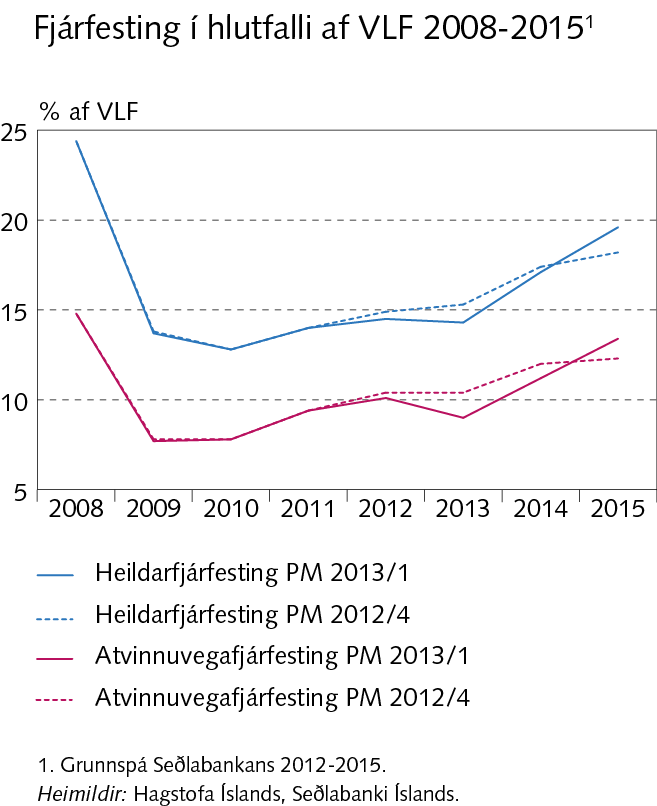 Fjárfesting í hlutfalli af VLF 2008-2015¹
% af VLF
25
20
15
10
5
2008 2009 2010 2011 2012 2013 2014 2015
Heildarfjárfesting PM 2013/1
Heildarfjárfesting PM 2012/4
Atvinnuvegafjárfesting PM 2013/1
Atvinnuvegafjárfesting PM 2012/4
1. Grunnspá Seðlabankans 2012-2015.
Heimildir: Hagstofa Íslands, Seðlabanki Íslands.